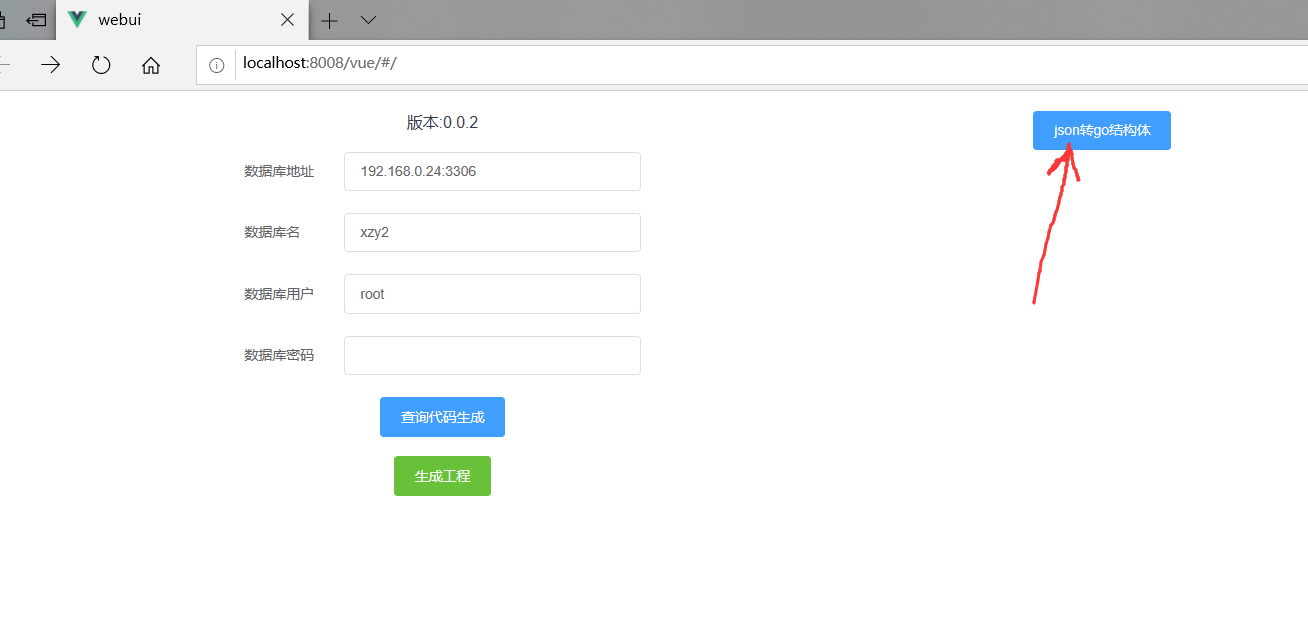 webui
localhost:8008/vue/#/
版本:0.0.2
json转go结构体
数据库地址
192.168.0.24:3306
数据库名
xzy2
数据库用户
root
数据库密码
查询代码生成
生成工程